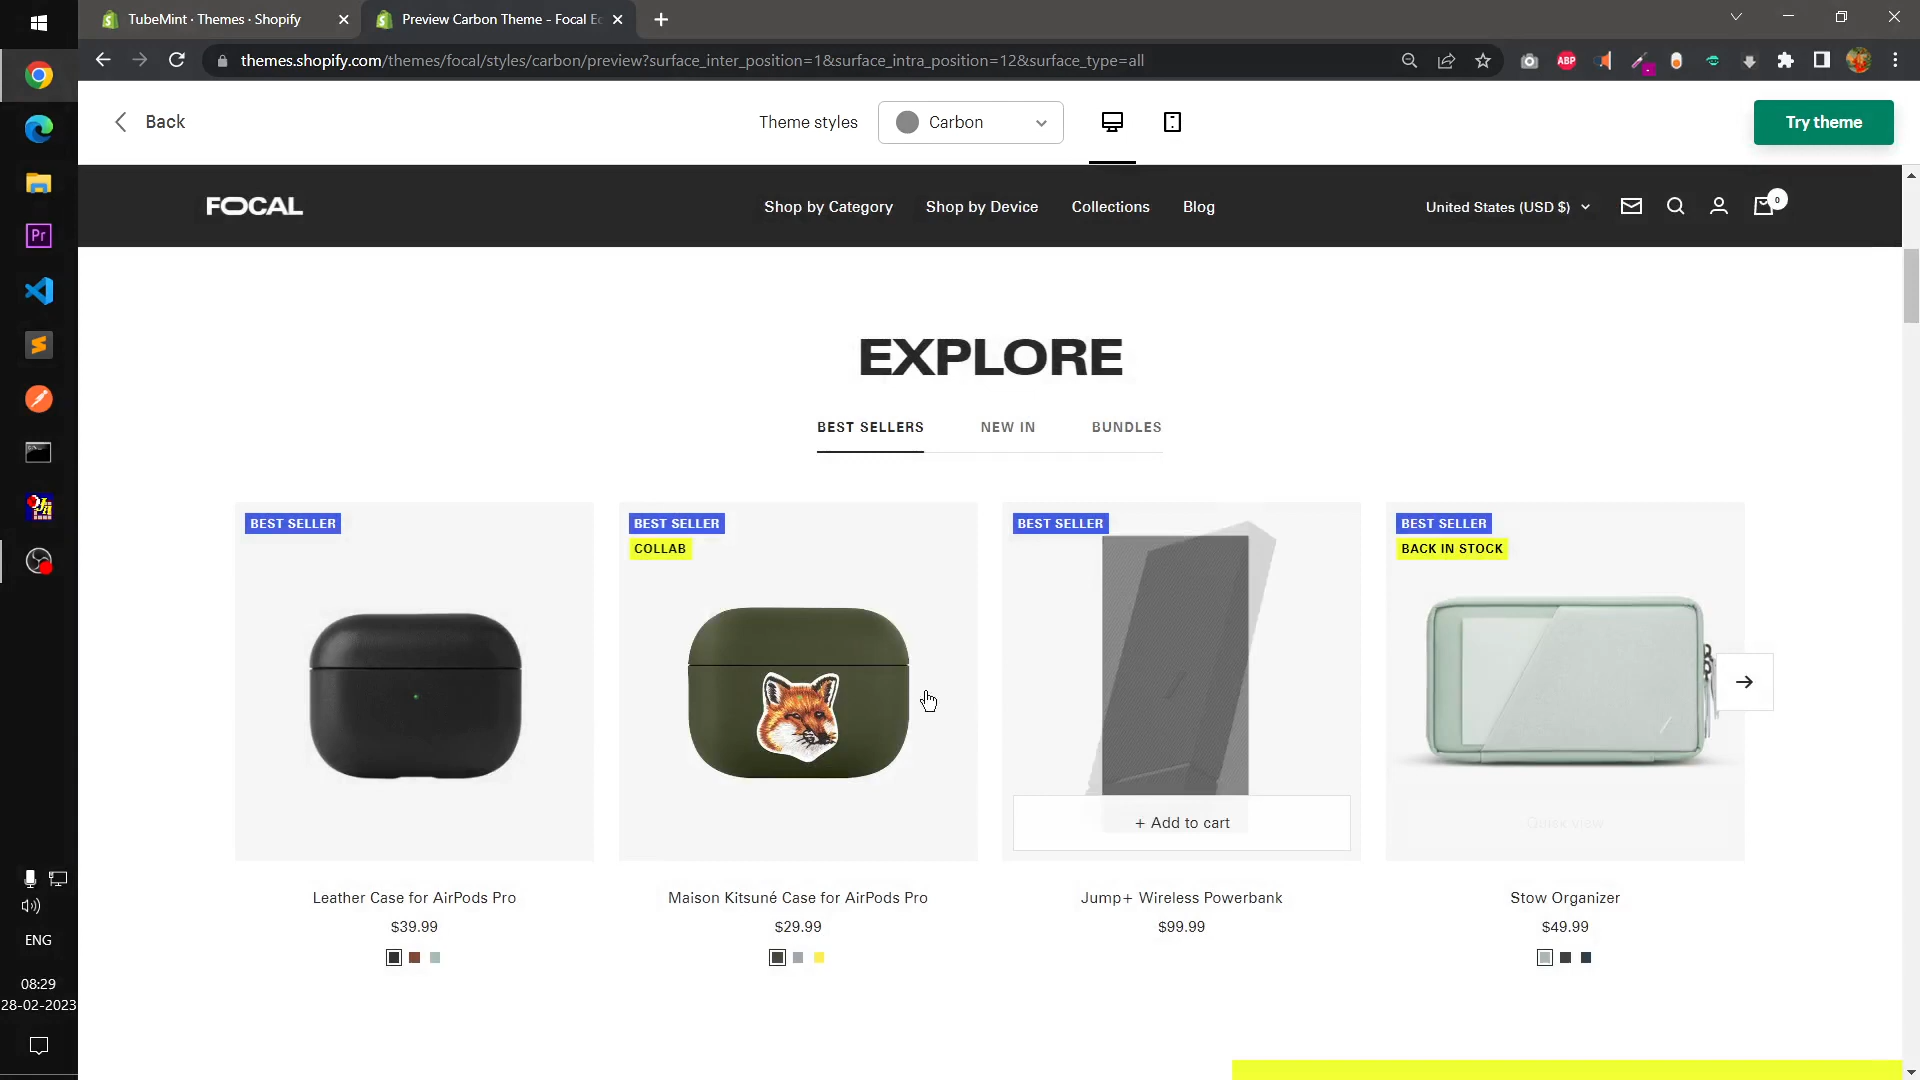 TubeMint · Themes · Shopify
Preview Carbon Theme - Focal Ec
themes.shopify.com/themes/focal/styles/carbon/preview?surface_inter_position=1&surface_intra_position=12&surface_type=all
ABP
Back
Theme styles
Carbon
Try theme
FOCAL
Shop by Category
Shop by Device
Collections
Blog
United States (USD $)
0
Pr
EXPLORE
BEST SELLERS
NEW IN
BUNDLES
BEST SELLER
BEST SELLER
COLLAB
BEST SELLER
BEST SELLER
BACK IN STOCK
+ Add to cart
Quick view
Leather Case for AirPods Pro
$39.99
Maison Kitsuné Case for AirPods Pro
$29.99
Jump+ Wireless Powerbank
$99.99
Stow Organizer
$49.99
ENG
08:29
28-02-2023